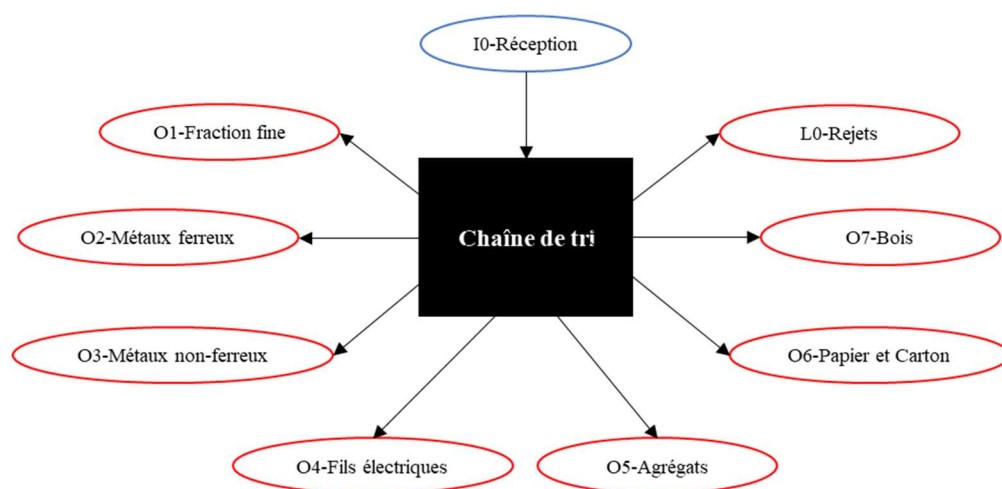 I0-Réception
O1-Fraction fine
L0-Rejets
Chaîne de tri
O2-Métaux ferreux
O7-Bois
O3-Métaux non-ferreux
O6-Papier et Carton
O4-Fils électriques
O5-Agrégats